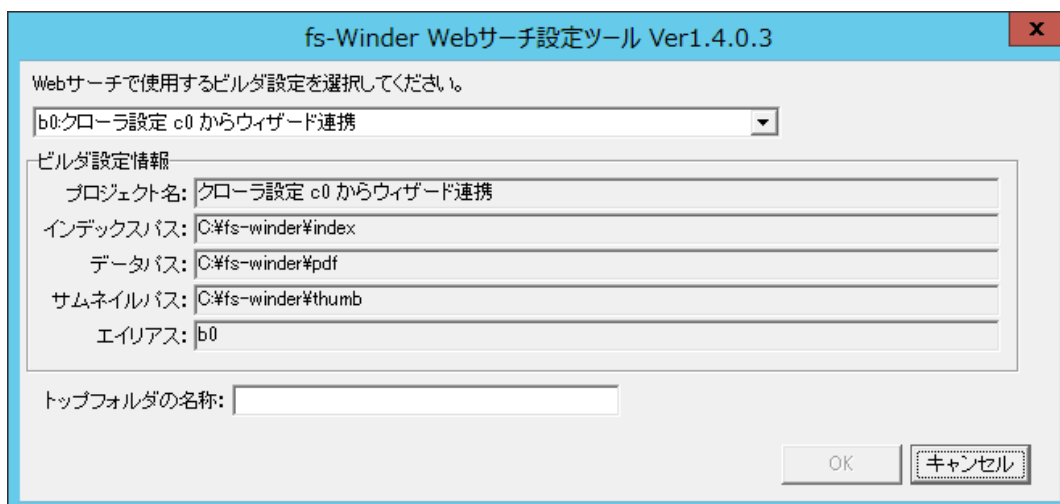 fs-Winder Webサーチ設定ツール Ver1.4.0.3
x
Webサーチで使用するビルダ設定を選択してください。
b0:クローラ設定 c0 からウィザード連携
ビルダ設定情報
プロジェクト名: クローラ設定 c0 からウィザード連携
インデックスパス: C:¥fs-winder¥index
データパス: C:¥fs-winder¥pdf
サムネイルパス: C:¥fs-winder¥thumb
エイリアス: b0
トップフォルダの名称:
OK キャンセル